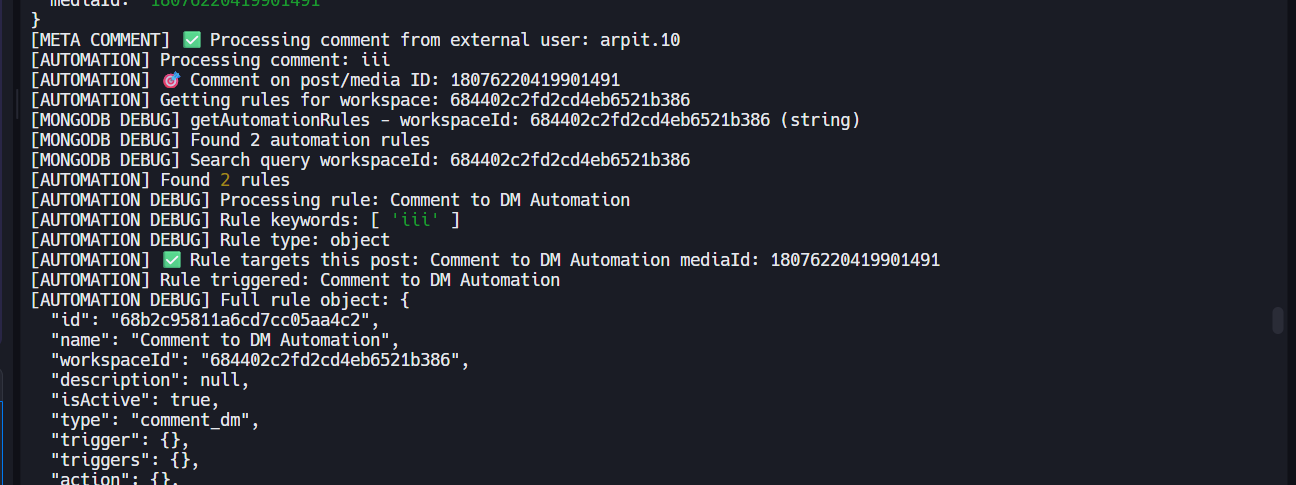 mediaId: '18076220419901491'
}
[META COMMENT] ✅ Processing comment from external user: arpit.10
[AUTOMATION] Processing comment: iii
[AUTOMATION] 🎯 Comment on post/media ID: 18076220419901491
[AUTOMATION] Getting rules for workspace: 684402c2fd2cd4eb6521b386
[MONGODB DEBUG] getAutomationRules - workspaceId: 684402c2fd2cd4eb6521b386 (string)
[MONGODB DEBUG] Found 2 automation rules
[MONGODB DEBUG] Search query workspaceId: 684402c2fd2cd4eb6521b386
[AUTOMATION] Found 2 rules
[AUTOMATION DEBUG] Processing rule: Comment to DM Automation
[AUTOMATION DEBUG] Rule keywords: [ 'iii' ]
[AUTOMATION DEBUG] Rule type: object
[AUTOMATION] ✅ Rule targets this post: Comment to DM Automation mediaId: 18076220419901491
[AUTOMATION] Rule triggered: Comment to DM Automation
[AUTOMATION DEBUG] Full rule object: {
  "id": "68b2c95811a6cd7cc05aa4c2",
  "name": "Comment to DM Automation",
  "workspaceId": "684402c2fd2cd4eb6521b386",
  "description": null,
  "isActive": true,
  "type": "comment_dm",
  "trigger": {},
  "triggers": {},
  "action": {},